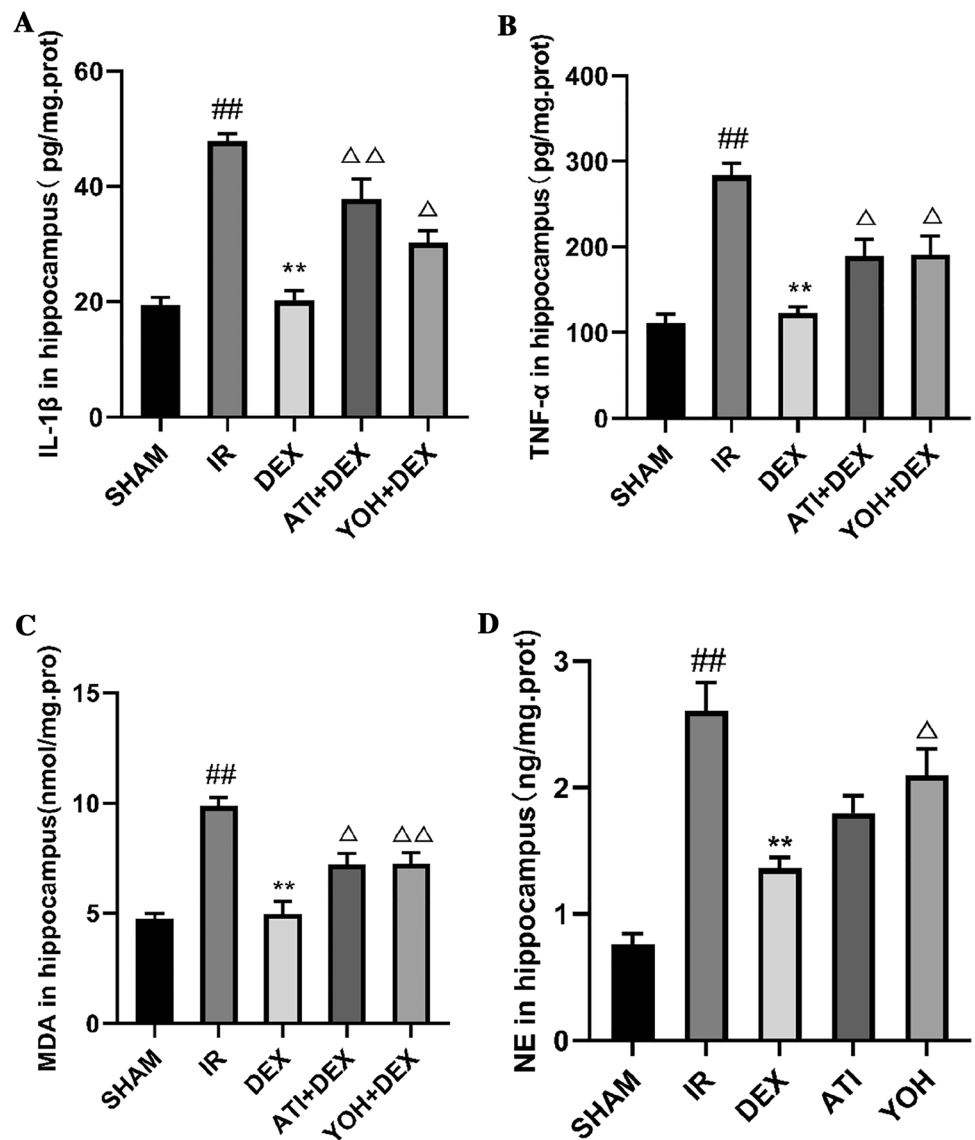 A
IL-1β in hippocampus( pg/mg.prot)
60
40
20
0
##
**
△△
△
SHAM
IR
DEX
ATI+DEX
YOH+DEX
B
TNF-α in hippocampus(pg/mg.prot)
400
300
200
100
0
##
**
△
△
SHAM
IR
DEX
ATI+DEX
YOH+DEX
C
MDA in hippocampus(nmol/mg.pro)
15
10
5
0
##
**
△
△△
SHAM
IR
DEX
ATI+DEX
YOH+DEX
D
NE in hippocampus(ng/mg.prot)
3
2
1
0
##
**
△
SHAM
IR
DEX
ATI
YOH